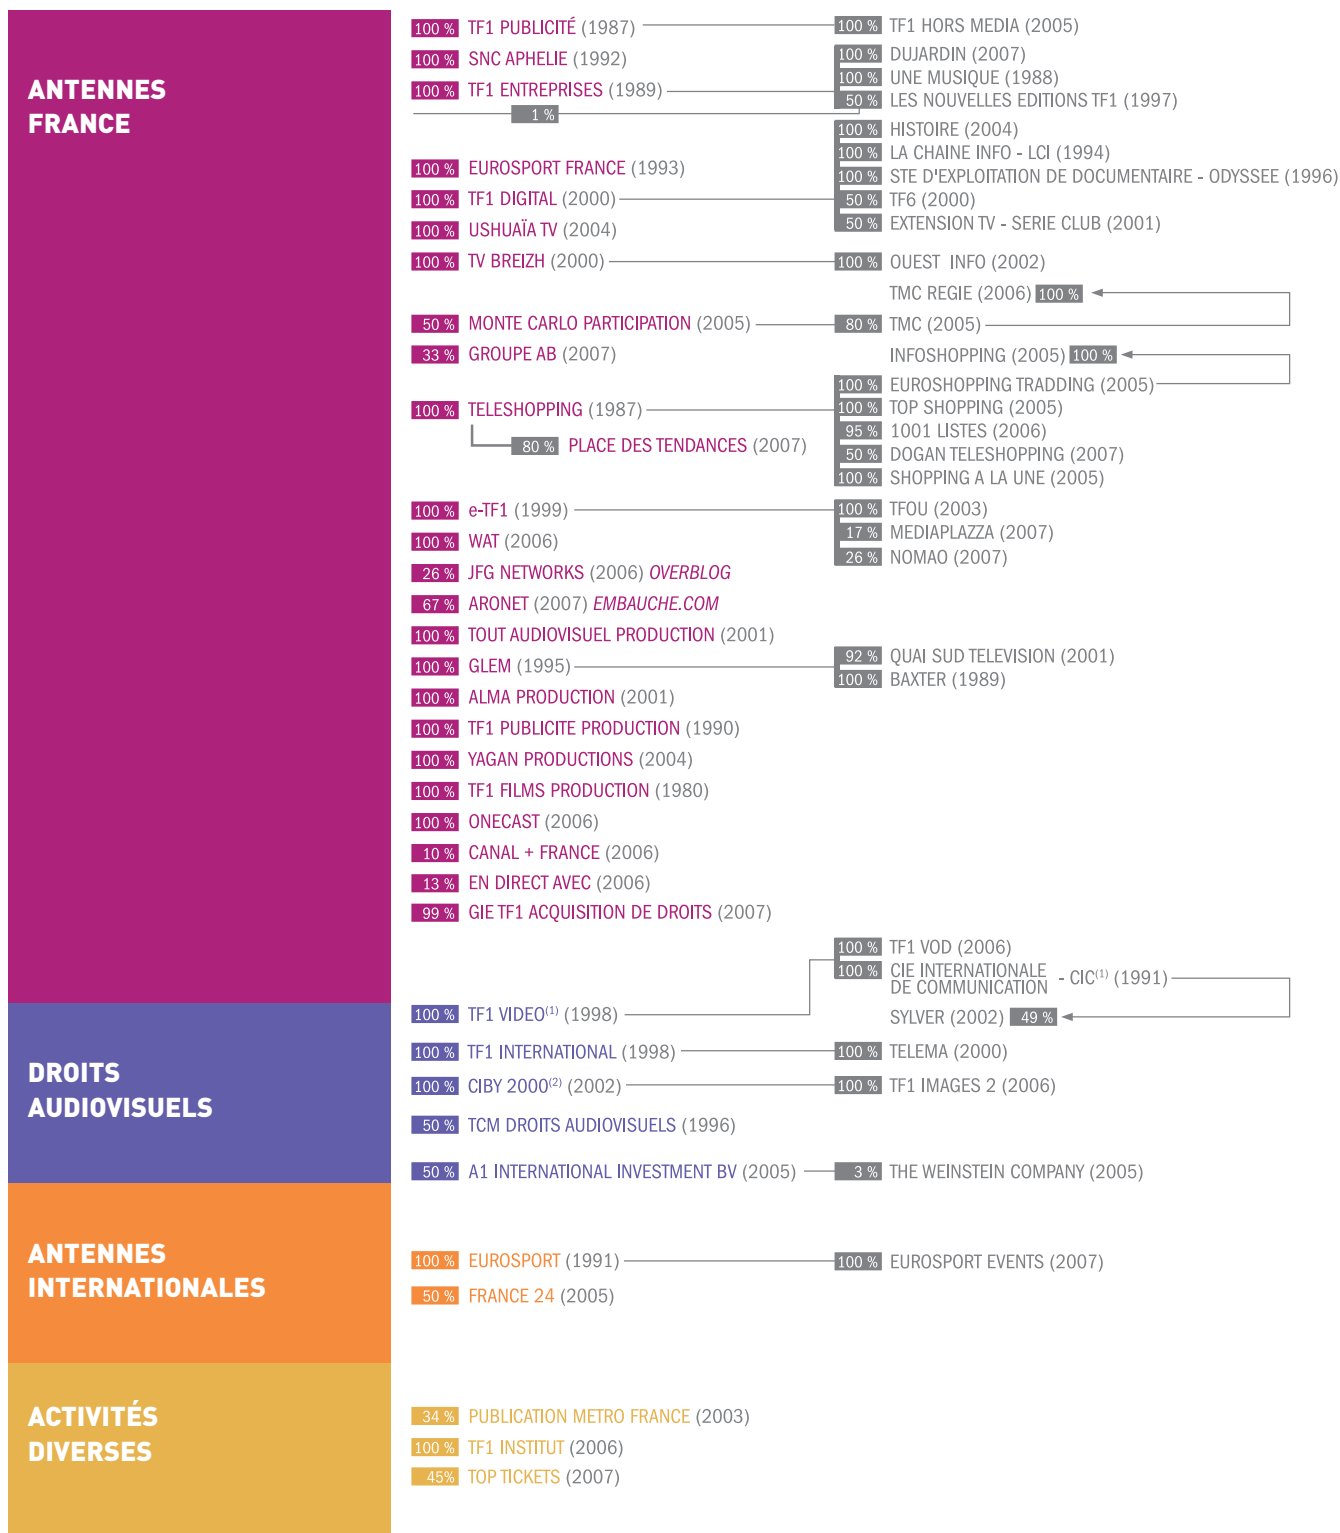 ANTENNES
FRANCE
100 % TF1 PUBLICITÉ (1987)
100 % TF1 HORS MEDIA (2005)
100 % SNC APHELIE (1992)
100 % TF1 ENTREPRISES (1989)
1 %
100 % DUJARDIN (2007)
100 % UNE MUSIQUE (1988)
50 % LES NOUVELLES EDITIONS TF1 (1997)
100 % EUROSPORT FRANCE (1993)
100 % TF1 DIGITAL (2000)
100 % HISTOIRE (2004)
100 % LA CHAINE INFO - LCI (1994)
100 % STE D'EXPLOITATION DE DOCUMENTAIRE - ODYSSEE (1996)
50 % TF6 (2000)
50 % EXTENSION TV - SERIE CLUB (2001)
100 % USHUAÏA TV (2004)
100 % TV BREIZH (2000)
100 % OUEST INFO (2002)
TMC REGIE (2006) 100 %
50 % MONTE CARLO PARTICIPATION (2005)
80 % TMC (2005)
33 % GROUPE AB (2007)
INFOSHOPPING (2005) 100 %
100 % TELESHOPPING (1987)
80 % PLACE DES TENDANCES (2007)
100 % EUROSHOPPING TRADDING (2005)
100 % TOP SHOPPING (2005)
95 % 1001 LISTES (2006)
50 % DOGAN TELESHOPPING (2007)
100 % SHOPPING A LA UNE (2005)
100 % e-TF1 (1999)
100 % TFOU (2003)
17 % MEDIAPLAZZA (2007)
26 % NOMAO (2007)
100 % WAT (2006)
26 % JFG NETWORKS (2006) OVERBLOG
67 % ARONET (2007) EMBAUCHE.COM
100 % TOUT AUDIOVISUEL PRODUCTION (2001)
100 % GLEM (1995)
92 % QUAI SUD TELEVISION (2001)
100 % BAXTER (1989)
100 % ALMA PRODUCTION (2001)
100 % TF1 PUBLICITE PRODUCTION (1990)
100 % YAGAN PRODUCTIONS (2004)
100 % TF1 FILMS PRODUCTION (1980)
100 % ONECAST (2006)
10 % CANAL + FRANCE (2006)
13 % EN DIRECT AVEC (2006)
99 % GIE TF1 ACQUISITION DE DROITS (2007)
DROITS
AUDIOVISUELS
100 % TF1 VIDEO(1) (1998)
100 % TF1 VOD (2006)
100 % CIE INTERNATIONALE
DE COMMUNICATION - CIC(1) (1991)
SYLVER (2002) 49 %
100 % TF1 INTERNATIONAL (1998)
100 % TELEMA (2000)
100 % CIBY 2000(2) (2002)
100 % TF1 IMAGES 2 (2006)
50 % TCM DROITS AUDIOVISUELS (1996)
50 % A1 INTERNATIONAL INVESTMENT BV (2005)
3 % THE WEINSTEIN COMPANY (2005)
ANTENNES
INTERNATIONALES
100 % EUROSPORT (1991)
100 % EUROSPORT EVENTS (2007)
50 % FRANCE 24 (2005)
ACTIVITÉS
DIVERSES
34 % PUBLICATION METRO FRANCE (2003)
100 % TF1 INSTITUT (2006)
45% TOP TICKETS (2007)